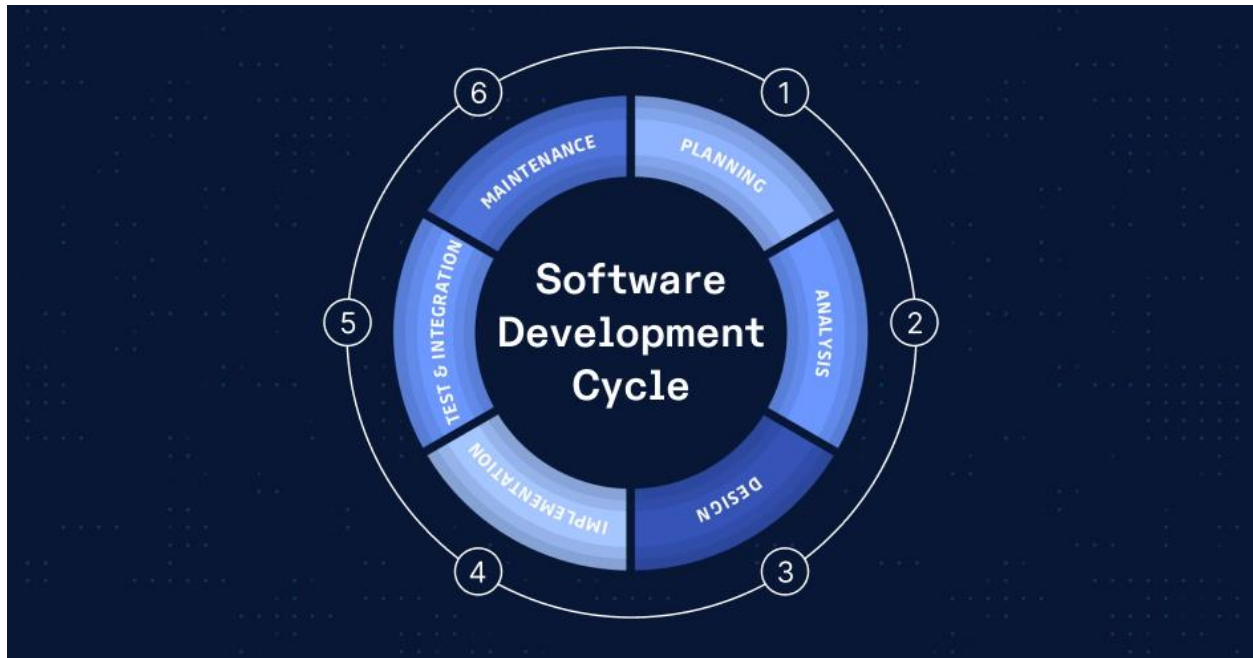 Software
Development
Cycle
1
PLANNING
2
ANALYSIS
3
DESIGN
4
IMPLEMENTATION
5
TEST & INTEGRATION
6
MAINTENANCE